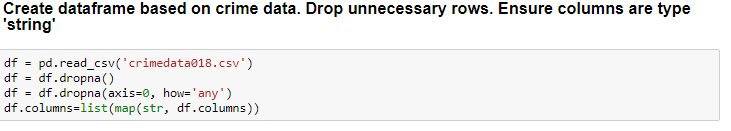 Create dataframe based on crime data. Drop unnecessary rows. Ensure columns are type
'string'
df = pd.read_csv('crimedata018.csv')
df = df.dropna()
df = df.dropna(axis=0, how='any')
df.columns=list(map(str, df.columns))